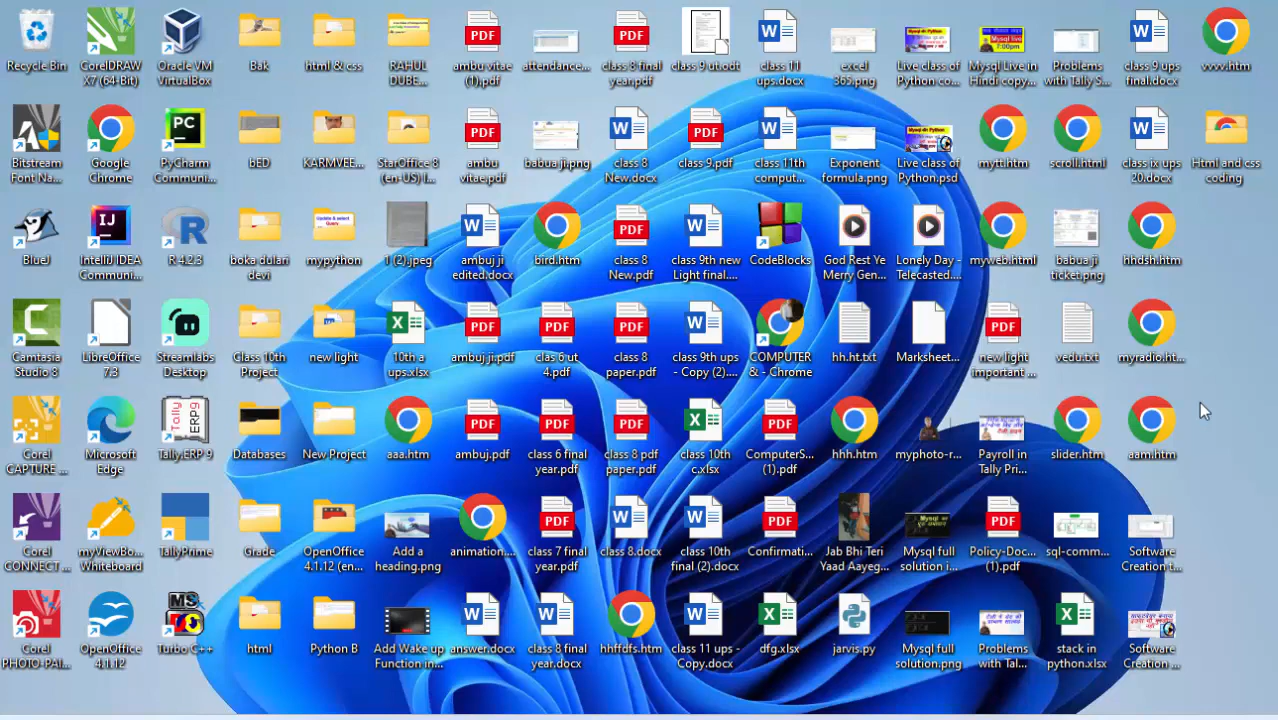 Recycle Bin
CorelDRAW
X7 (64-Bit)
Oracle VM
VirtualBox
Bak
html & css
RAHUL
DUBE...
ambu vitae
(1).pdf
attendance...
class 8 final
year.pdf
class 9 ut.odt
class 11
ups.docx
excel
365.png
Live class of
Python co...
Mysql Live in
Hindi copy...
Problems
with Tally S...
class 9 ups
final.docx
vvvv.htm
Bitstream
Font Na...
Google
Chrome
PyCharm
Communi...
bED
KARMVEE...
StarOffice 8
(en-US) I...
ambu
vitae.pdf
babua ji.png
class 8
New.docx
class 9.pdf
class 11th
comput...
Exponent
formula.png
Live class of
Python.psd
mytt.htm
scroll.html
class ix ups
20.docx
Html and css
coding
BlueJ
IntelliJ IDEA
Communi...
R 4.2.3
boka dulari
devi
mypython
1 (2).jpeg
ambuj ji
edited.docx
bird.htm
class 8
New.pdf
class 9th new
Light final....
CodeBlocks
God Rest Ye
Merry Gen...
Lonely Day -
Telecasted....
myweb.html
babua ji
ticket.png
hhdsh.htm
Camtasia
Studio 8
LibreOffice
7.3
Streamlabs
Desktop
Class 10th
Project
new light
10th a
ups.xlsx
ambuj ji.pdf
clas 6 ut
4.pdf
class 8
paper.pdf
class 9th ups
- Copy (2)....
COMPUTER
& - Chrome
hh.ht.txt
Marksheet...
new light
important ...
vedu.txt
myradio.ht...
Corel
CAPTURE ...
Microsoft
Edge
Tally.ERP 9
Databases
New Project
aaa.htm
ambuj.pdf
class 6 final
year.pdf
class 8 pdf
paper.pdf
class 10th
c.xlsx
ComputerS...
(1).pdf
hhh.htm
myphoto-r...
Payroll in
Tally Pri...
slider.htm
aam.htm
Corel
CONNECT ...
myViewBo...
Whiteboard
TallyPrime
Grade
OpenOffice
4.1.12 (en...
Add a
heading.png
animation....
class 7 final
year.pdf
class 8.docx
class 10th
final (2).docx
Confirmati...
Jab Bhi Teri
Yaad Aayeg...
Mysql full
solution i...
Policy-Doc...
(1).pdf
sql-comm...
Software
Creation t...
Corel
PHOTO-PAI...
OpenOffice
4.1.12
Turbo C++
html
Python B
Add Wake up
Function in...
answer.docx
class 8 final
year.docx
hhffdfs.htm
class 11 ups -
Copy.docx
dfg.xlsx
jarvis.py
Mysql full
solution.png
Problems
with Tal...
stack in
python.xlsx
Software
Creation ...